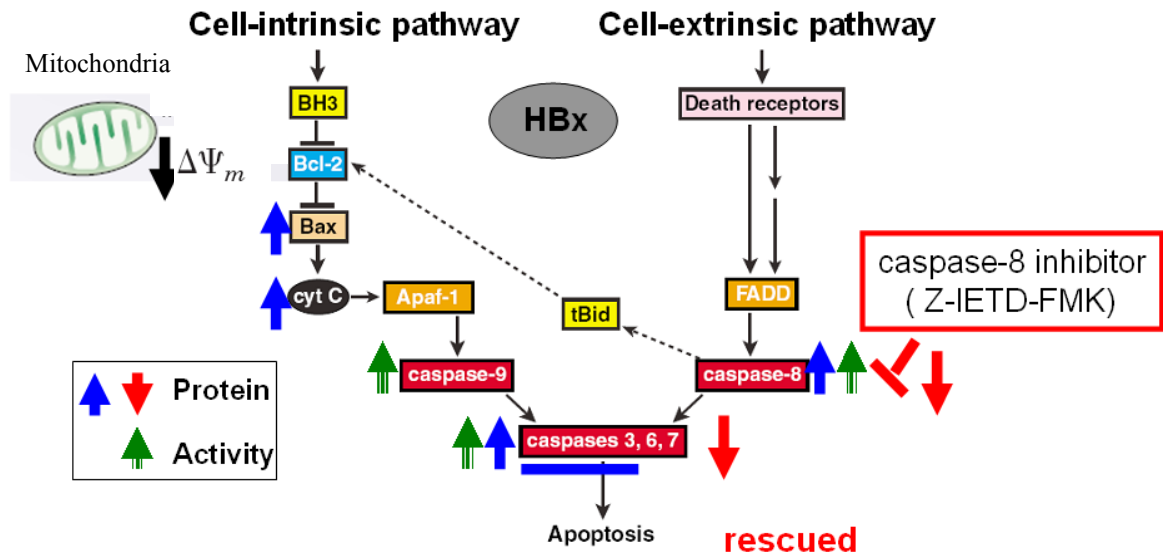 Cell-intrinsic pathway
Cell-extrinsic pathway
Mitochondria
ΔΨm
BH3
Bcl-2
Bax
cyt C
Apaf-1
caspase-9
HBx
Death receptors
FADD
tBid
caspase-8
caspase-8 inhibitor
( Z-IETD-FMK)
caspases 3, 6, 7
Protein
Activity
Apoptosis
rescued